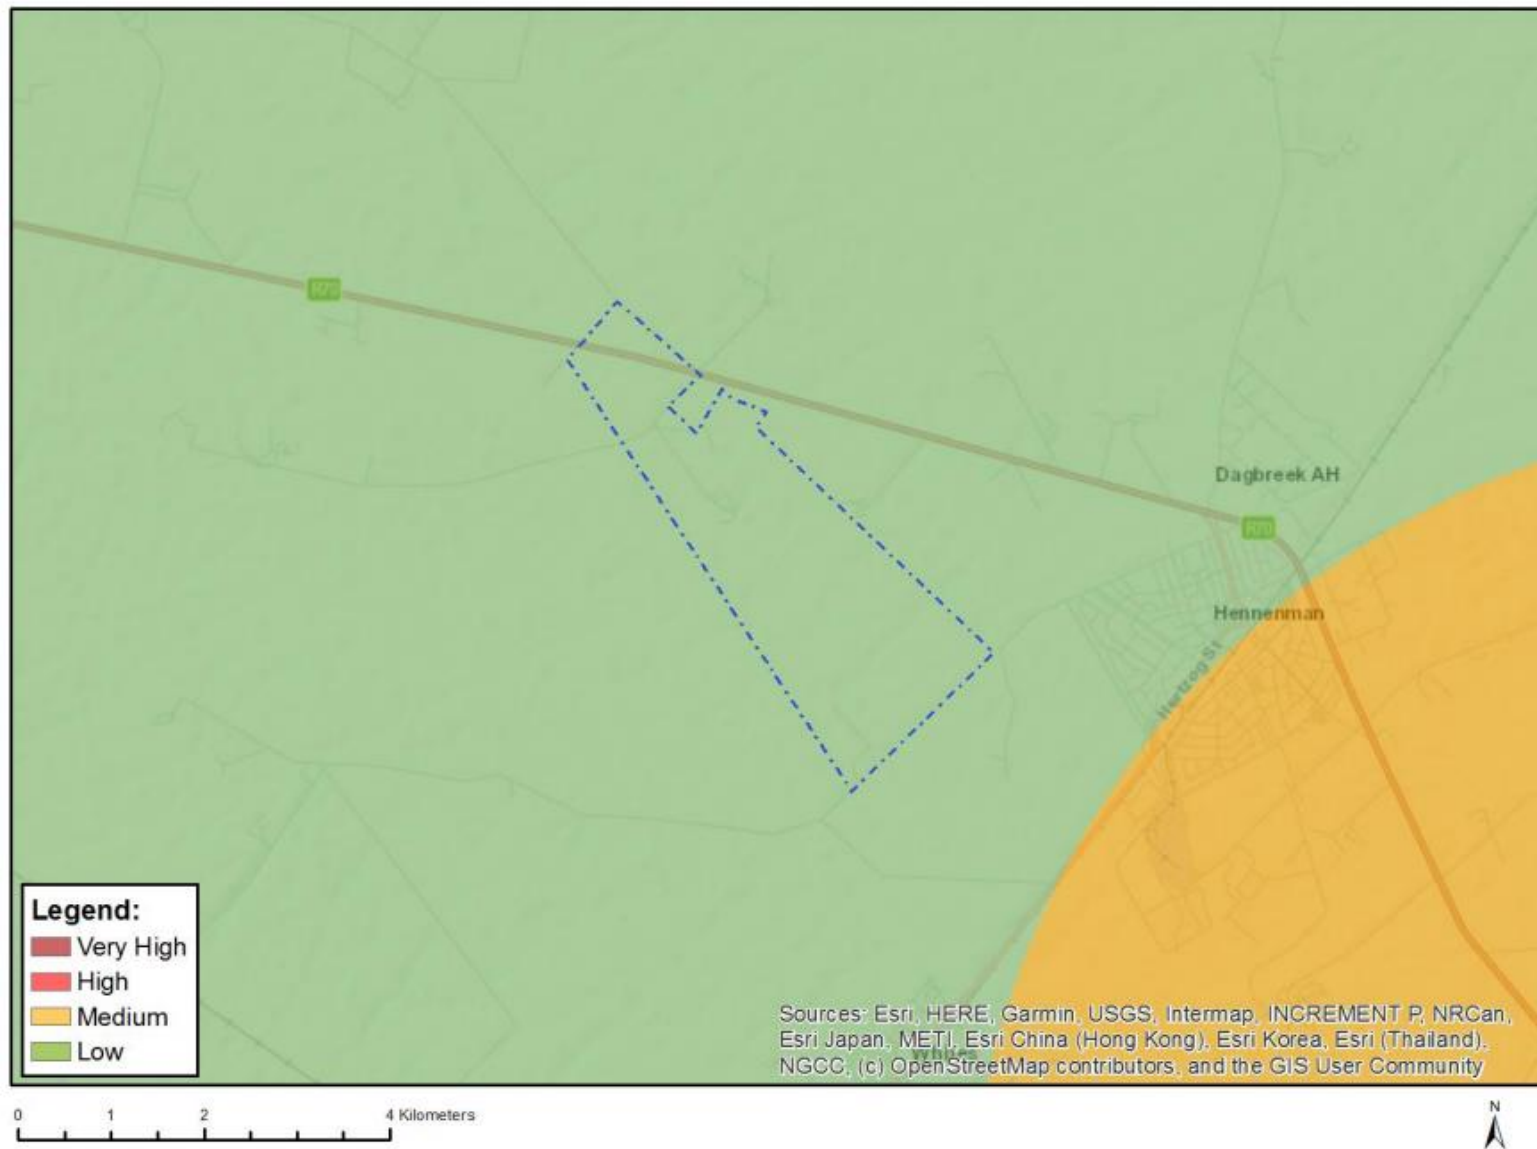 R70
Dagbreek AH
R70
Hennenman
Hertzog St
Legend:
Very High
High
Medium
Low
Whites
Sources: Esri, HERE, Garmin, USGS, Intermap, INCREMENT P, NRCan,
Esri Japan, METI, Esri China (Hong Kong), Esri Korea, Esri (Thailand),
NGCC, (c) OpenStreetMap contributors, and the GIS User Community
0 1 2 4 Kilometers
N